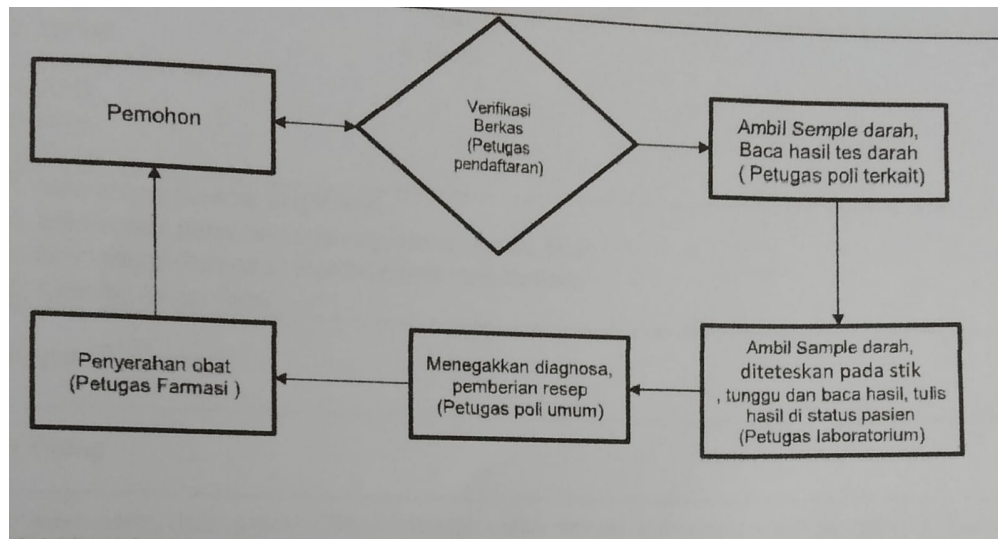 Pemohon
Verifikasi
Berkas
(Petugas
pendaftaran)
Ambil Semple darah,
Baca hasil tes darah
( Petugas poli terkait)
Ambil Sample darah,
diteteskan pada stik
, tunggu dan baca hasil, tulis
hasil di status pasien
(Petugas laboratorium)
Menegakkan diagnosa,
pemberian resep
(Petugas poli umum)
Penyerahan obat
(Petugas Farmasi )